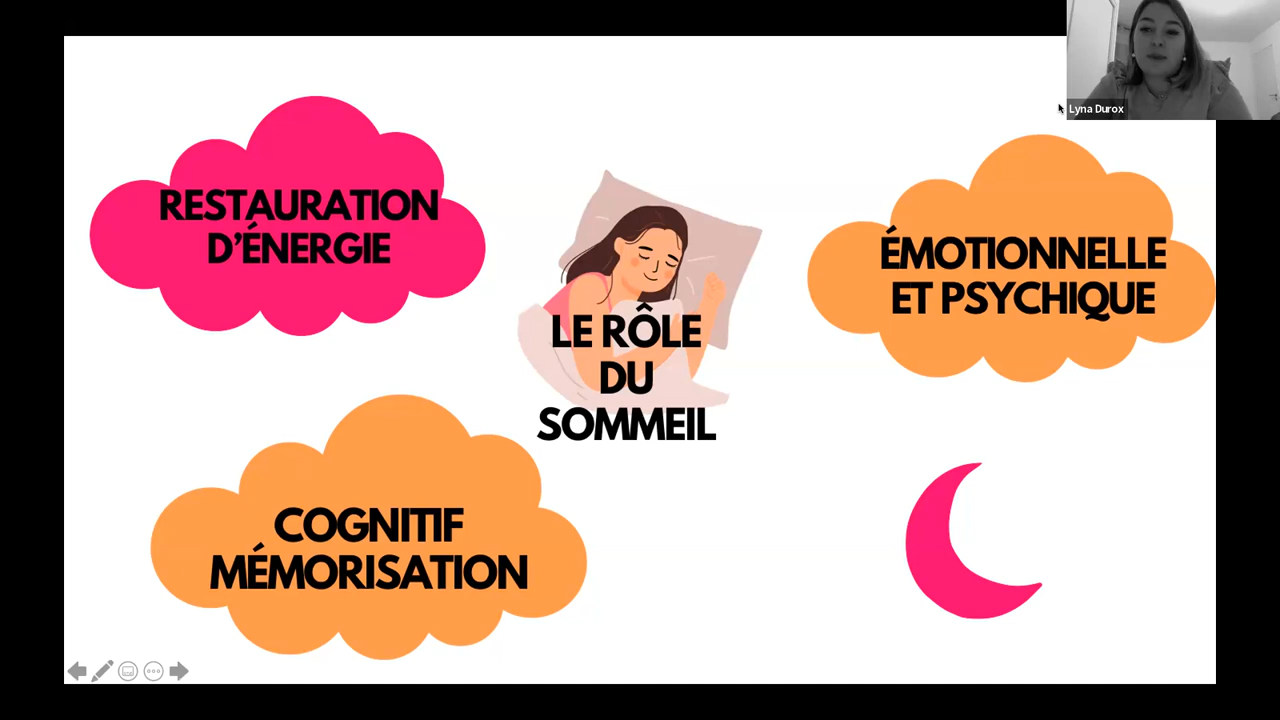 Lyna Durox
RESTAURATION
D’ÉNERGIE
ÉMOTIONNELLE
ET PSYCHIQUE
LE RÔLE
DU
SOMMEIL
COGNITIF
MÉMORISATION